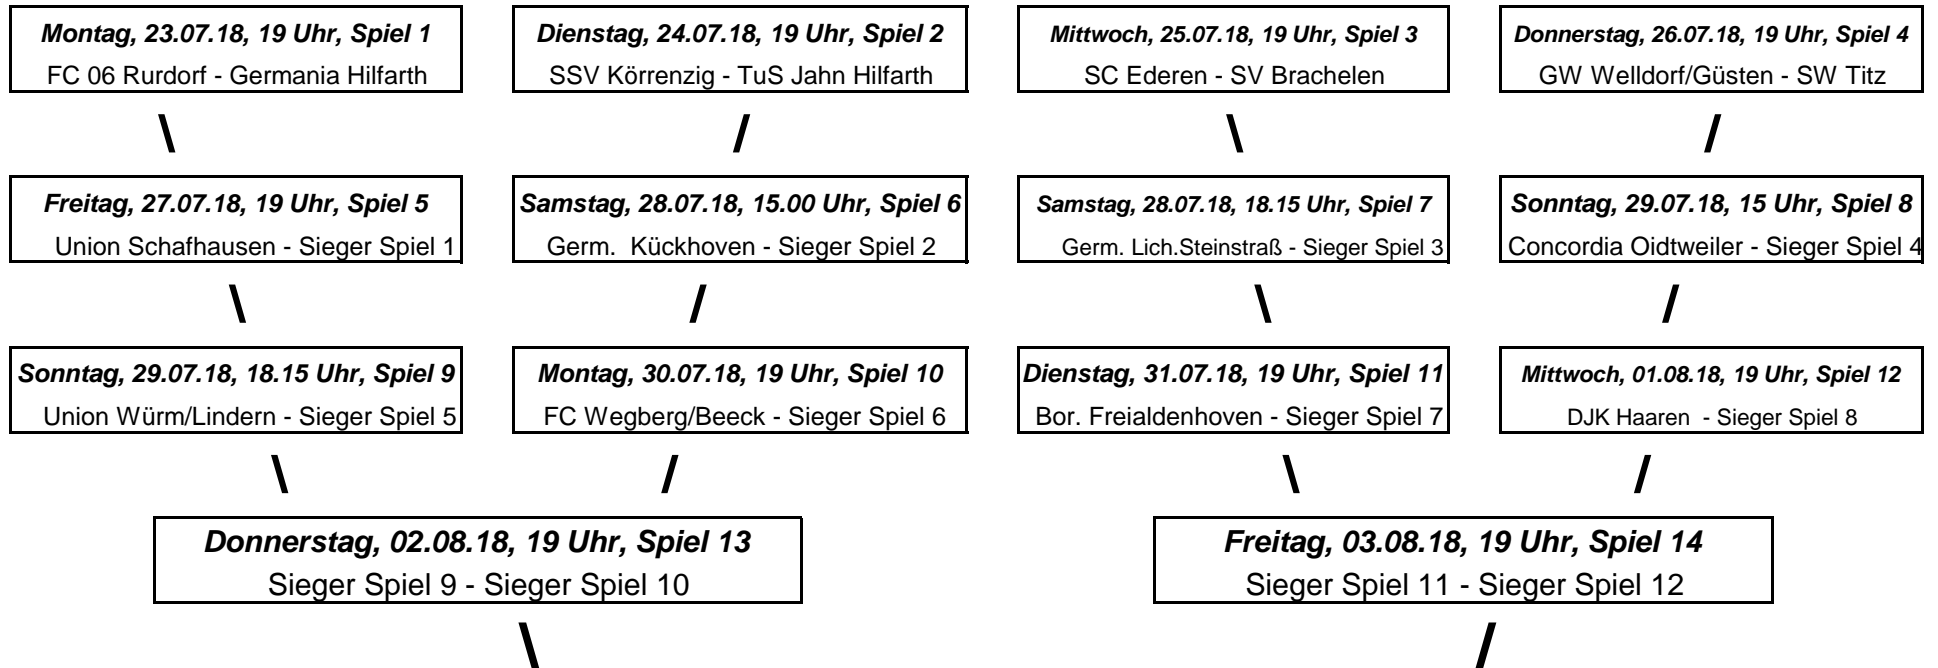 Montag, 23.07.18, 19 Uhr, Spiel 1
FC 06 Rurdorf - Germania Hilfarth
Dienstag, 24.07.18, 19 Uhr, Spiel 2
SSV Körrenzig - TuS Jahn Hilfarth
Mittwoch, 25.07.18, 19 Uhr, Spiel 3
SC Ederen - SV Brachelen
Donnerstag, 26.07.18, 19 Uhr, Spiel 4
GW Welldorf/Güsten - SW Titz
\ / \ /
Freitag, 27.07.18, 19 Uhr, Spiel 5
Union Schafhausen - Sieger Spiel 1
Samstag, 28.07.18, 15.00 Uhr, Spiel 6
Germ.  Kückhoven - Sieger Spiel 2
Samstag, 28.07.18, 18.15 Uhr, Spiel 7
Germ. Lich.Steinstraß - Sieger Spiel 3
Sonntag, 29.07.18, 15 Uhr, Spiel 8
Concordia Oidtweiler - Sieger Spiel 4
\ / \ /
Sonntag, 29.07.18, 18.15 Uhr, Spiel 9
Union Würm/Lindern - Sieger Spiel 5
Montag, 30.07.18, 19 Uhr, Spiel 10
FC Wegberg/Beeck - Sieger Spiel 6
Dienstag, 31.07.18, 19 Uhr, Spiel 11
Bor. Freialdenhoven - Sieger Spiel 7
Mittwoch, 01.08.18, 19 Uhr, Spiel 12
DJK Haaren  - Sieger Spiel 8
\ / \ /
Donnerstag, 02.08.18, 19 Uhr, Spiel 13
Sieger Spiel 9 - Sieger Spiel 10
Freitag, 03.08.18, 19 Uhr, Spiel 14
Sieger Spiel 11 - Sieger Spiel 12
\ /